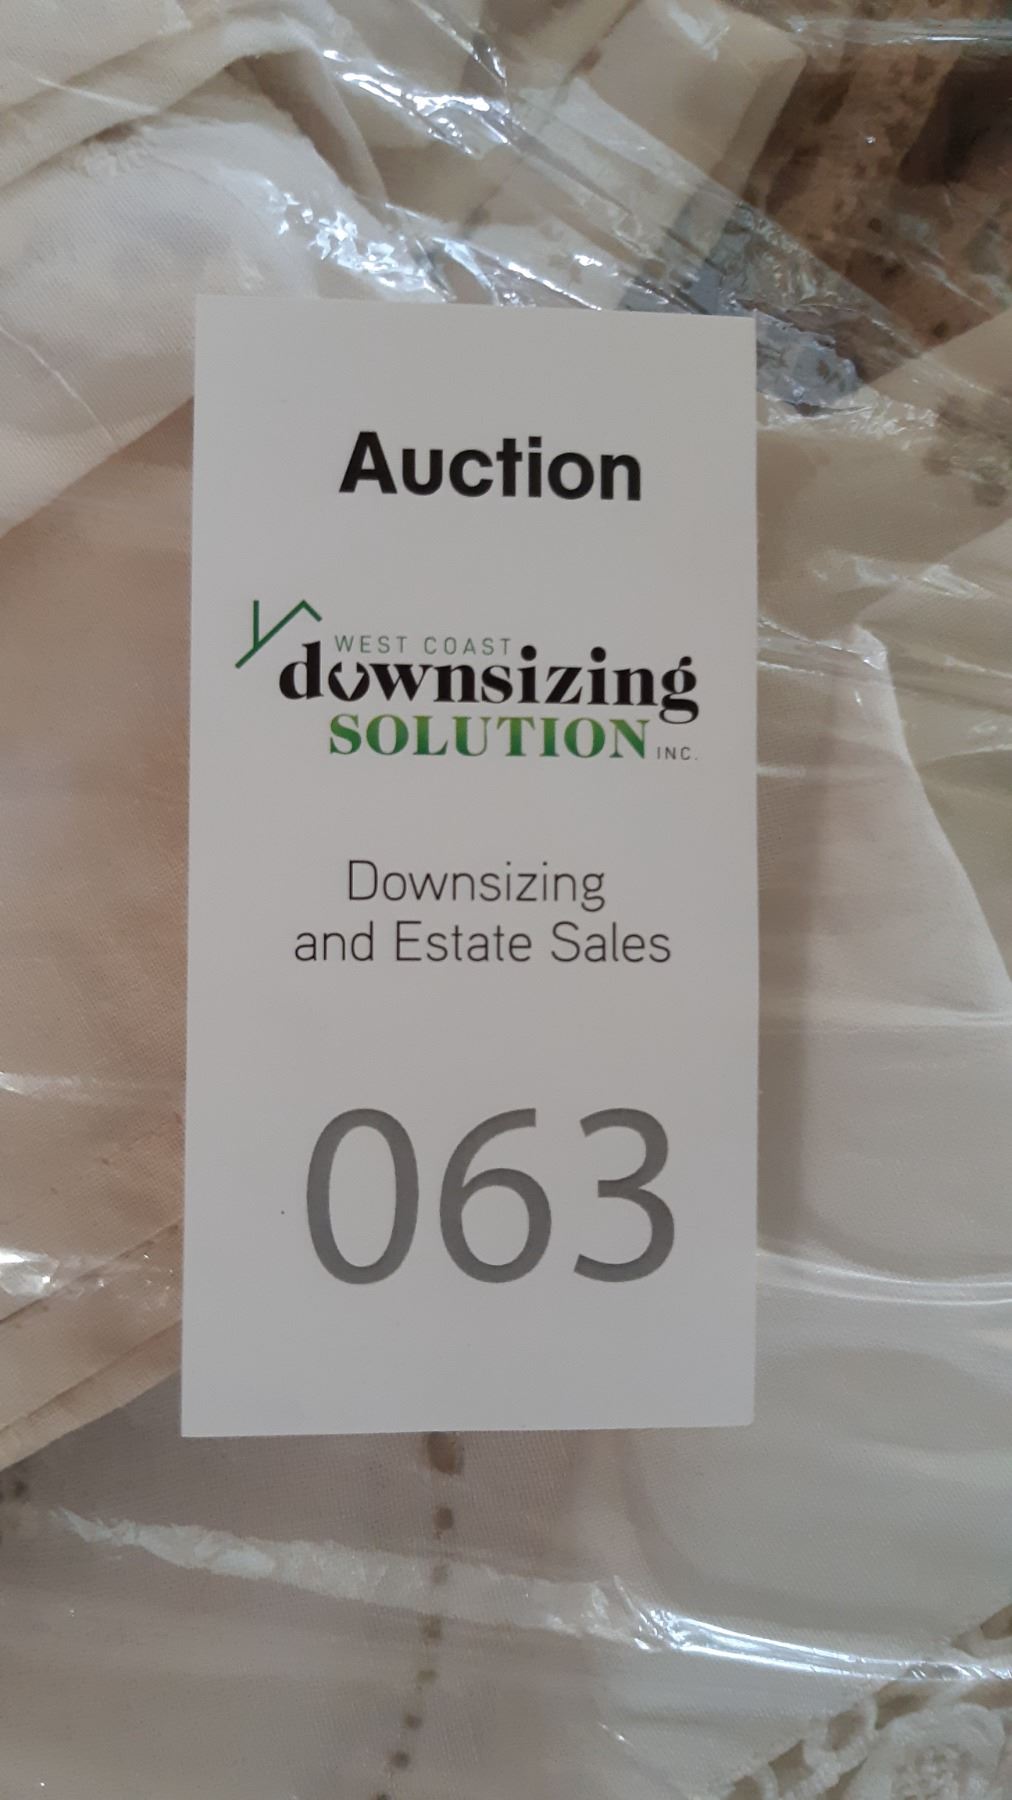 Auction
WEST COAST
downsizing
SOLUTION INC.
Downsizing
and Estate Sales
063